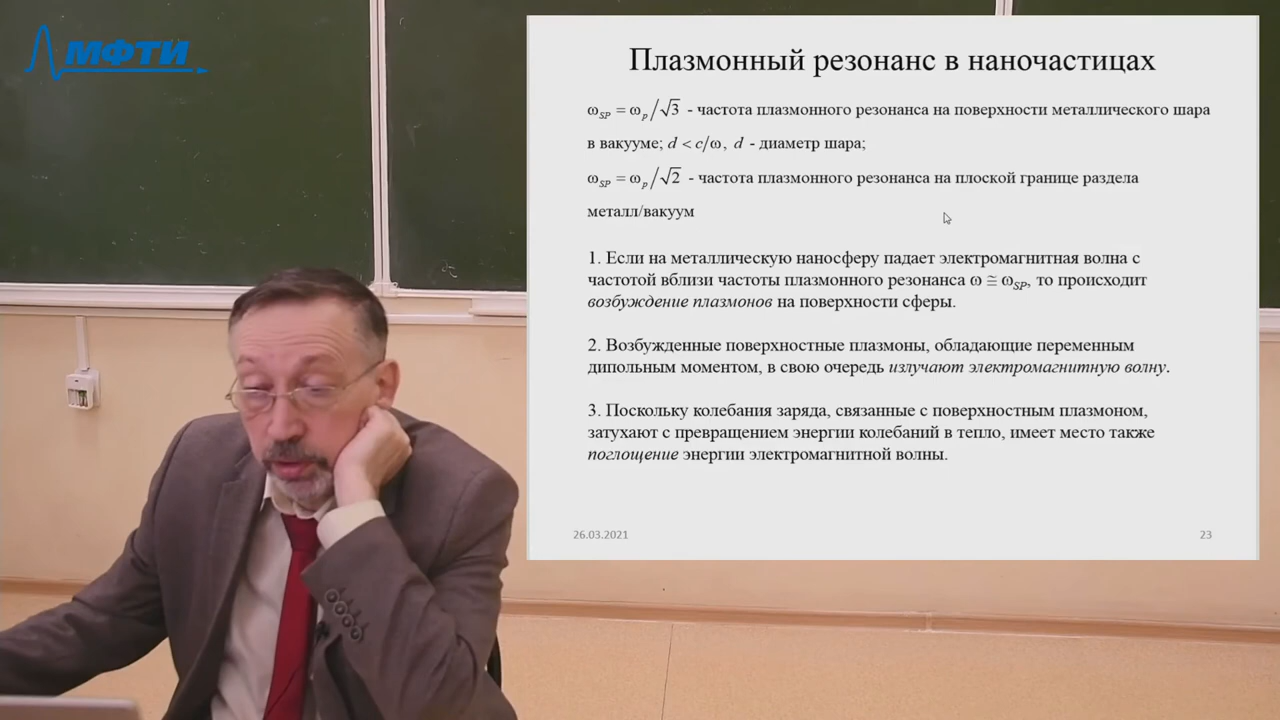 МФТИ
Плазмонный резонанс в наночастицах
ω_SP = ω_p/√3 - частота плазмонного резонанса на поверхности металлического шара
в вакууме; d < c/ω, d - диаметр шара;
ω_SP = ω_p/√2 - частота плазмонного резонанса на плоской границе раздела
металл/вакуум
1. Если на металлическую наносферу падает электромагнитная волна с
частотой вблизи частоты плазмонного резонанса ω ≅ ω_SP, то происходит
возбуждение плазмонов на поверхности сферы.
2. Возбужденные поверхностные плазмоны, обладающие переменным
дипольным моментом, в свою очередь излучают электромагнитную волну.
3. Поскольку колебания заряда, связанные с поверхностным плазмоном,
затухают с превращением энергии колебаний в тепло, имеет место также
поглощение энергии электромагнитной волны.
26.03.2021
23